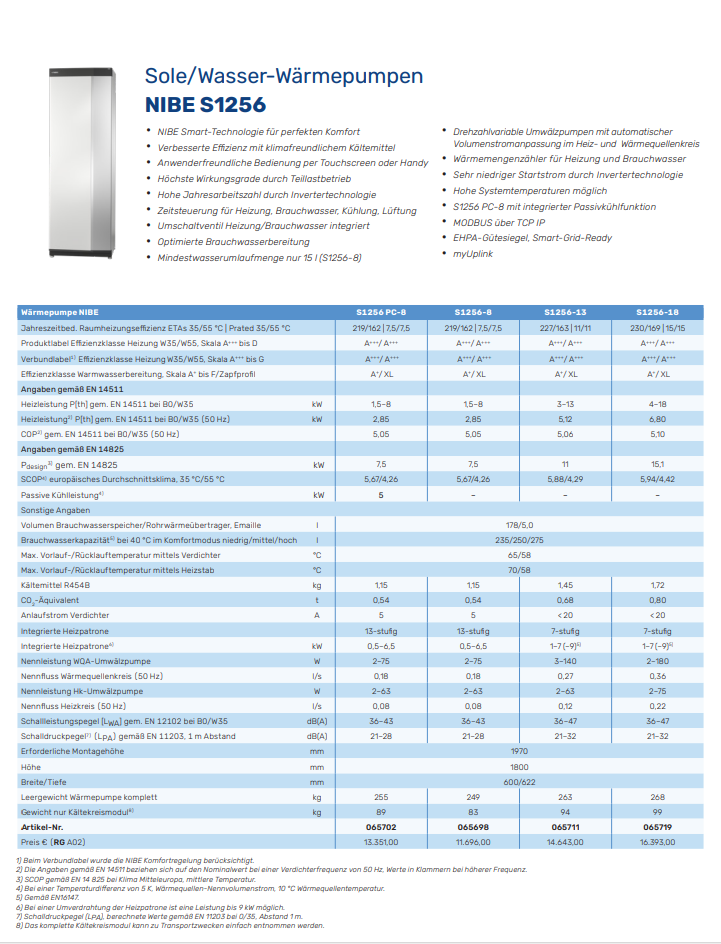 Sole/Wasser-Wärmepumpen
NIBE S1256
• NIBE Smart-Technologie für perfekten Komfort
• Verbesserte Effizienz mit klimafreundlichem Kältemittel
• Anwenderfreundliche Bedienung per Touchscreen oder Handy
• Höchste Wirkungsgrade durch Teillastbetrieb
• Hohe Jahresarbeitszahl durch Invertertechnologie
• Zeitsteuerung für Heizung, Brauchwasser, Kühlung, Lüftung
• Umschaltventil Heizung/Brauchwasser integriert
• Optimierte Brauchwasserbereitung
• Mindestwasserumlaufmenge nur 15 l (S1256-8)
• Drehzahlvariable Umwälzpumpen mit automatischer
Volumenstromanpassung im Heiz- und Wärmequellenkreis
• Wärmemengenzähler für Heizung und Brauchwasser
• Sehr niedriger Startstrom durch Invertertechnologie
• Hohe Systemtemperaturen möglich
• S1256 PC-8 mit integrierter Passivkühlfunktion
• MODBUS über TCP IP
• EHPA-Gütesiegel, Smart-Grid-Ready
• myUplink
Wärmepumpe NIBE S1256 PC-8 S1256-8 S1256-13 S1256-18
Jahreszeitbed. Raumheizungseffizienz ETAs 35/55 °C | Prated 35/55 °C 219/162 | 7,5/7,5 219/162 | 7,5/7,5 227/163 | 11/11 230/169 | 15/15
Produktlabel Effizienzklasse Heizung W35/W55, Skala A+++ bis D A+++/ A+++ A+++/ A+++ A+++/ A+++ A+++/ A+++
Verbundlabel1) Effizienzklasse Heizung W35/W55, Skala A+++ bis G A+++/ A+++ A+++/ A+++ A+++/ A+++ A+++/ A+++
Effizienzklasse Warmwasserbereitung, Skala A+ bis F/Zapfprofil A+/ XL A+/ XL A+/ XL A+/ XL
Angaben gemäß EN 14511
Heizleistung P[th] gem. EN 14511 bei B0/W35 kW 1,5-8 1,5-8 3-13 4-18
Heizleistung2) P[th] gem. EN 14511 bei B0/W35 (50 Hz) kW 2,85 2,85 5,12 6,80
COP2) gem. EN 14511 bei B0/W35 (50 Hz) 5,05 5,05 5,06 5,10
Angaben gemäß EN 14825
Pdesign3) gem. EN 14825 kW 7,5 7,5 11 15,1
SCOP4) europäisches Durchschnittsklima, 35 °C/55 °C 5,67/4,26 5,67/4,26 5,88/4,29 5,94/4,42
Passive Kühlleistung4) kW 5 – – –
Sonstige Angaben
Volumen Brauchwasserspeicher/Rohrwärmeübertrager, Emaille l 178/5,0
Brauchwasserkapazität5) bei 40 °C im Komfortmodus niedrig/mittel/hoch l 235/250/275
Max. Vorlauf-/Rücklauftemperatur mittels Verdichter °C 65/58
Max. Vorlauf-/Rücklauftemperatur mittels Heizstab °C 70/58
Kältemittel R454B kg 1,15 1,15 1,45 1,72
CO2-Äquivalent t 0,54 0,54 0,68 0,80
Anlaufstrom Verdichter A 5 5 < 20 < 20
Integrierte Heizpatrone 13-stufig 13-stufig 7-stufig 7-stufig
Integrierte Heizpatrone6) kW 0,5-6,5 0,5-6,5 1-7 (-9)6) 1-7 (-9)6)
Nennleistung WQA-Umwälzpumpe W 2-75 2-75 3-140 2-180
Nennfluss Wärmequellenkreis (50 Hz) l/s 0,18 0,18 0,27 0,36
Nennleistung Hk-Umwälzpumpe W 2-63 2-63 2-63 2-75
Nennfluss Heizkreis (50 Hz) l/s 0,08 0,08 0,12 0,22
Schallleistungspegel [LWA] gem. EN 12102 bei B0/W35 dB(A) 36-43 36-43 36-47 36-47
Schalldruckpegel7) (LPA) gemäß EN 11203, 1 m Abstand dB(A) 21-28 21-28 21-32 21-32
Erforderliche Montagehöhe mm 1970
Höhe mm 1800
Breite/Tiefe mm 600/622
Leergewicht Wärmepumpe komplett kg 255 249 263 268
Gewicht nur Kältekreismodul8) kg 89 83 94 99
Artikel-Nr. 065702 065698 065711 065719
Preis € (RG A02) 13.351,00 11.696,00 14.643,00 16.393,00
1) Beim Verbundlabel wurde die NIBE Komfortregelung berücksichtigt.
2) Die Angaben gemäß EN 14511 beziehen sich auf den Nominalwert bei einer Verdichterfrequenz von 50 Hz, Werte in Klammern bei höherer Frequenz.
3) SCOP gemäß EN 14 825 bei Klima Mitteleuropa, mittlere Temperatur.
4) Bei einer Temperaturdifferenz von 5 K, Wärmequellen-Nennvolumenstrom, 10 °C Wärmequellentemperatur.
5) Gemäß EN16147.
6) Bei einer Umverdrahtung der Heizpatrone ist eine Leistung bis 9 kW möglich.
7) Schalldruckpegel (LPA), berechnete Werte gemäß EN 11203 bei 0/35, Abstand 1 m.
8) Das komplette Kältekreismodul kann zu Transportzwecken einfach entnommen werden.